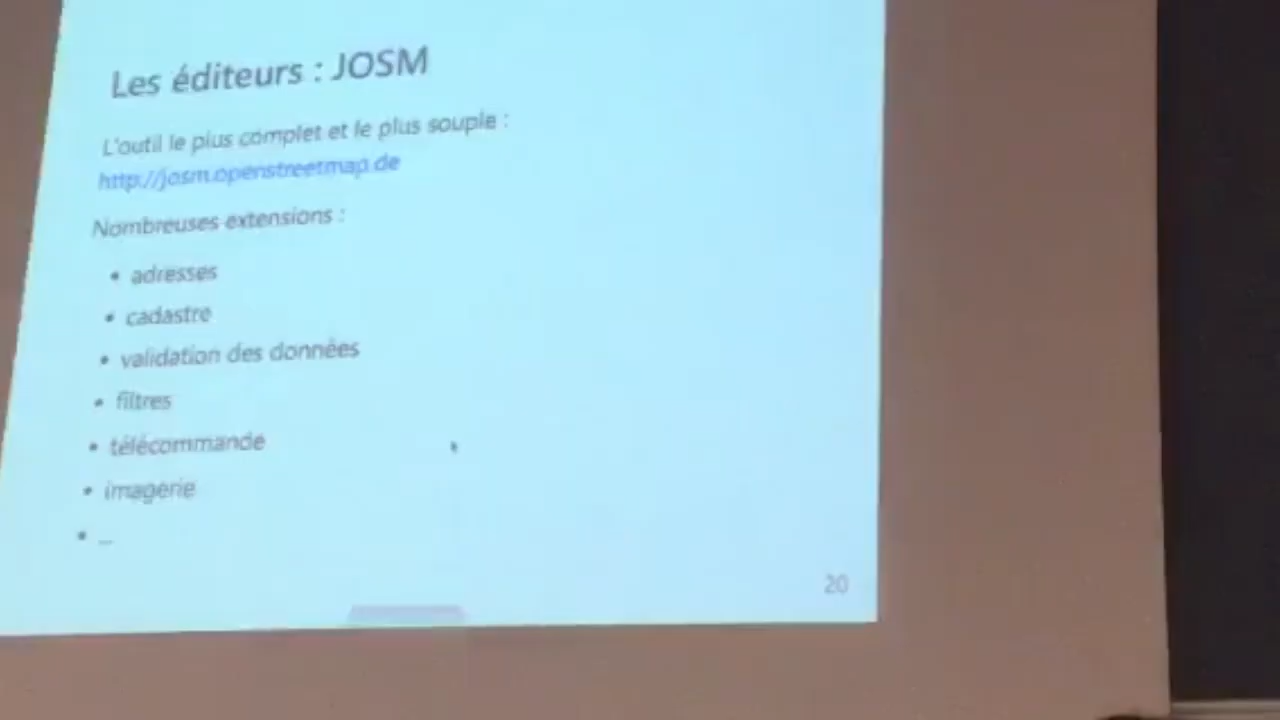 Les éditeurs : JOSM
L'outil le plus complet et le plus souple :
http://josm.openstreetmap.de
Nombreuses extensions :
• adresses
• cadastre
• validation des données
• filtres
• télécommande
• imagerie
• ...
20